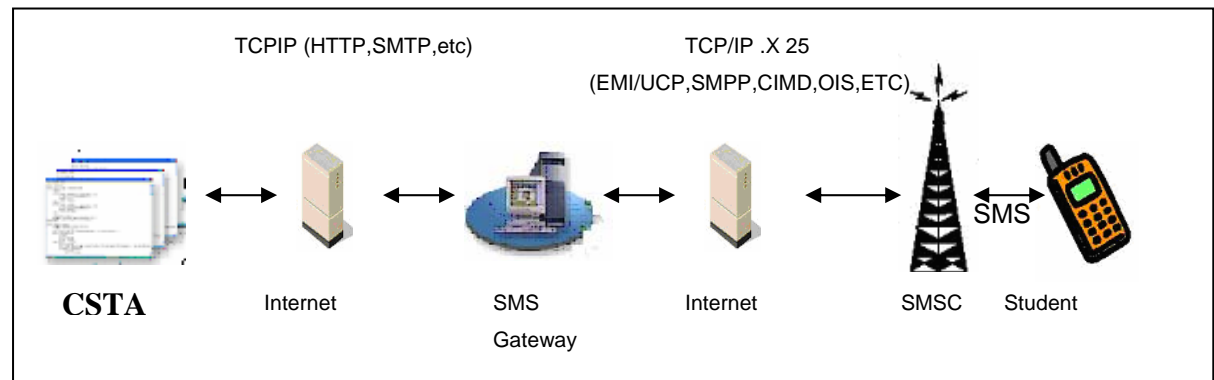 TCPIP (HTTP,SMTP,etc)
TCP/IP .X 25
(EMI/UCP,SMPP,CIMD,OIS,ETC)
SMS
CSTA
Internet
SMS
Gateway
Internet
SMSC
Student